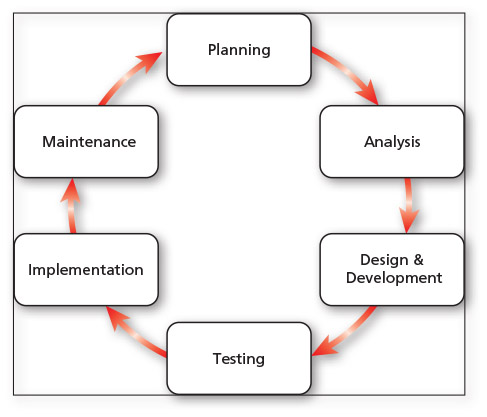 Planning
Analysis
Design &
Development
Testing
Implementation
Maintenance